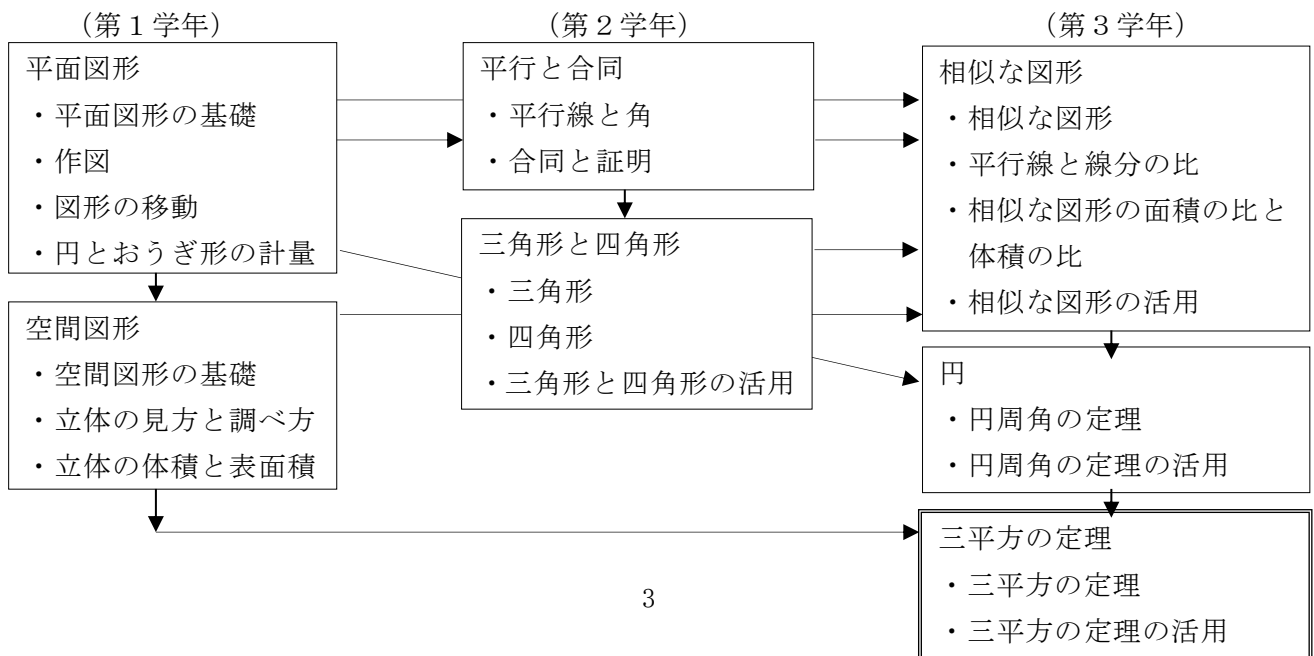 （第１学年）
平面図形
・平面図形の基礎
・作図
・図形の移動
・円とおうぎ形の計量
空間図形
・空間図形の基礎
・立体の見方と調べ方
・立体の体積と表面積
（第２学年）
平行と合同
・平行線と角
・合同と証明
三角形と四角形
・三角形
・四角形
・三角形と四角形の活用
（第３学年）
相似な図形
・相似な図形
・平行線と線分の比
・相似な図形の面積の比と
体積の比
・相似な図形の活用
円
・円周角の定理
・円周角の定理の活用
三平方の定理
・三平方の定理
・三平方の定理の活用
3